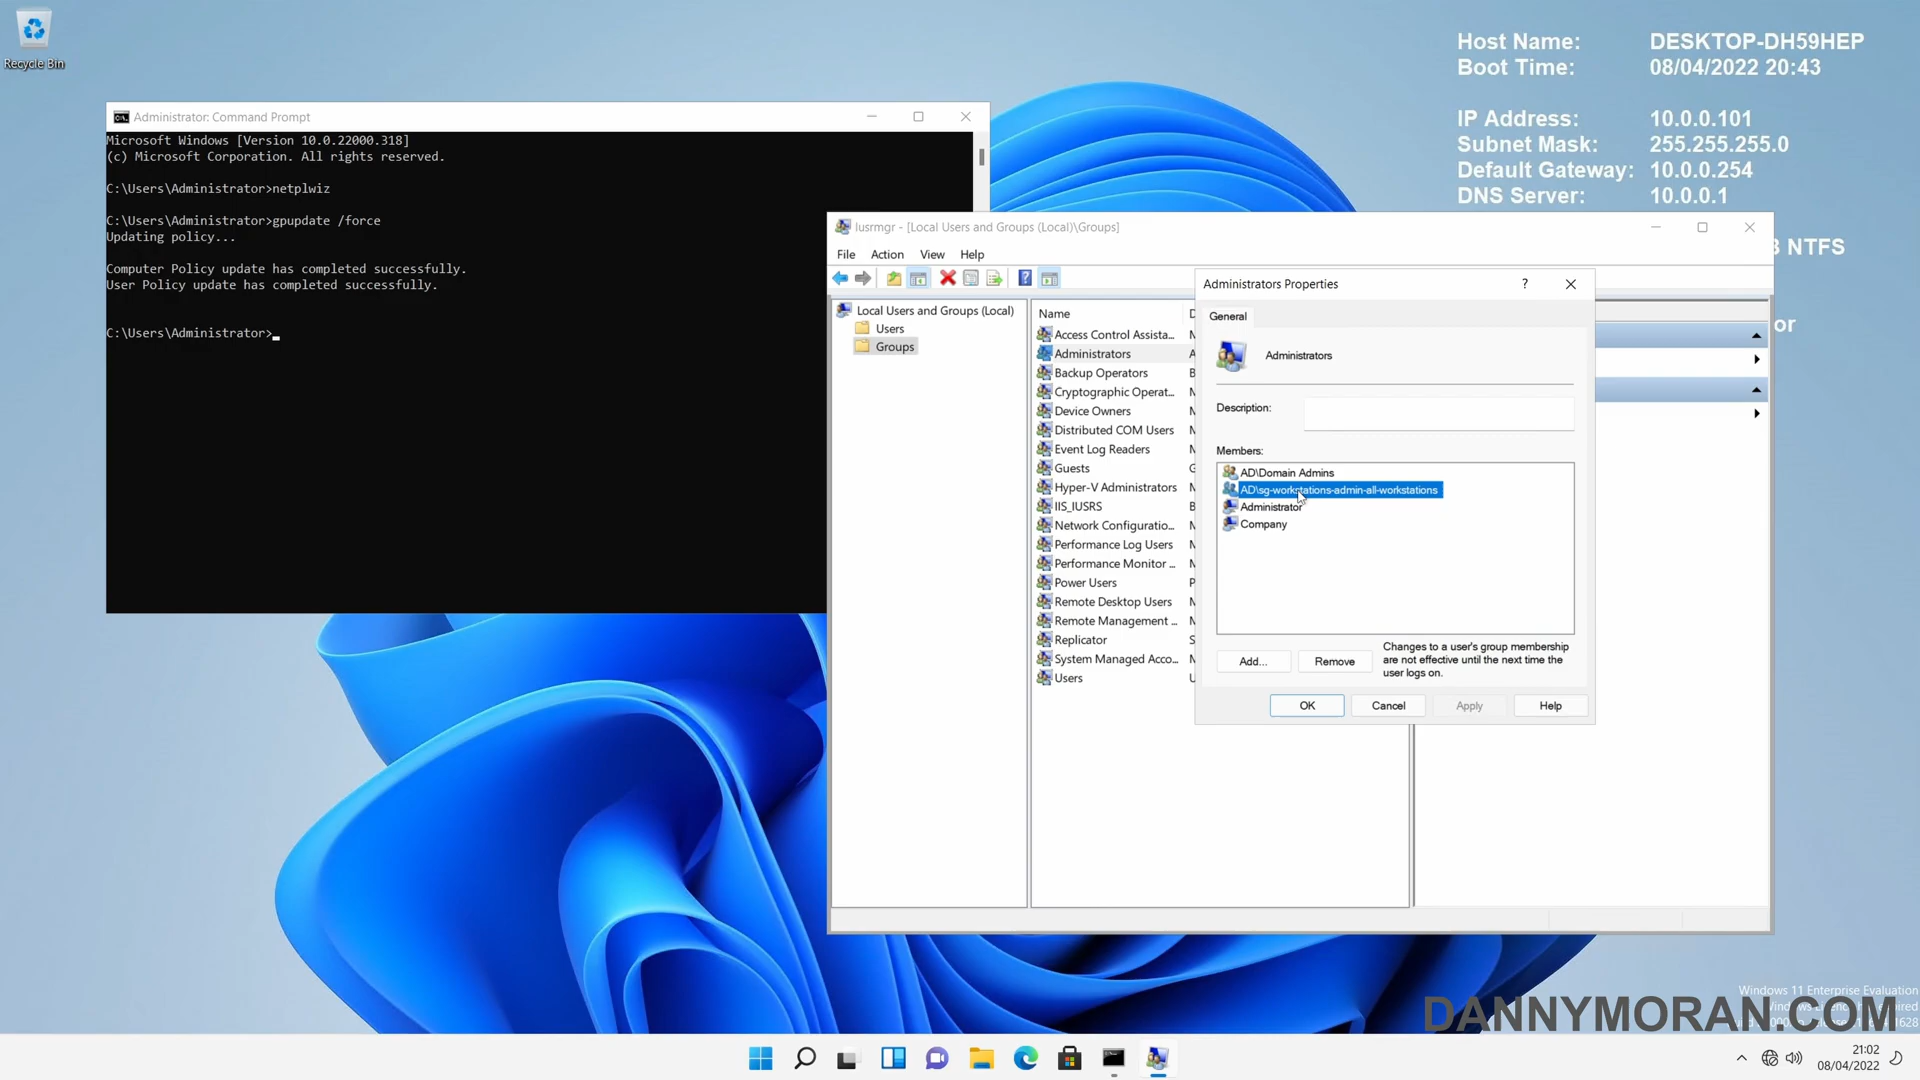 Recycle Bin
Host Name: DESKTOP-DH59HEP
Boot Time: 08/04/2022 20:43
IP Address: 10.0.0.101
Subnet Mask: 255.255.255.0
Default Gateway: 10.0.0.254
DNS Server: 10.0.0.1
NTFS
or
Administrator: Command Prompt
Microsoft Windows [Version 10.0.22000.318]
(c) Microsoft Corporation. All rights reserved.
C:\Users\Administrator>netplwiz
C:\Users\Administrator>gpupdate /force
Updating policy...
Computer Policy update has completed successfully.
User Policy update has completed successfully.
C:\Users\Administrator>
lusrmgr - [Local Users and Groups (Local)\Groups]
File Action View Help
Local Users and Groups (Local)
Users
Groups
Name
Access Control Assista...
Administrators
Backup Operators
Cryptographic Operat...
Device Owners
Distributed COM Users
Event Log Readers
Guests
Hyper-V Administrators
IIS_IUSRS
Network Configuratio...
Performance Log Users
Performance Monitor ...
Power Users
Remote Desktop Users
Remote Management ...
Replicator
System Managed Acco...
Users
Administrators Properties
?
General
Administrators
Description:
Members:
AD\Domain Admins
AD\sg-workstations-admin-all-workstations
Administrator
Company
Add...
Remove
Changes to a user's group membership
are not effective until the next time the
user logs on.
OK
Cancel
Apply
Help
Windows 11 Enterprise Evaluation
DANNYMORAN.COM
21:02
08/04/2022